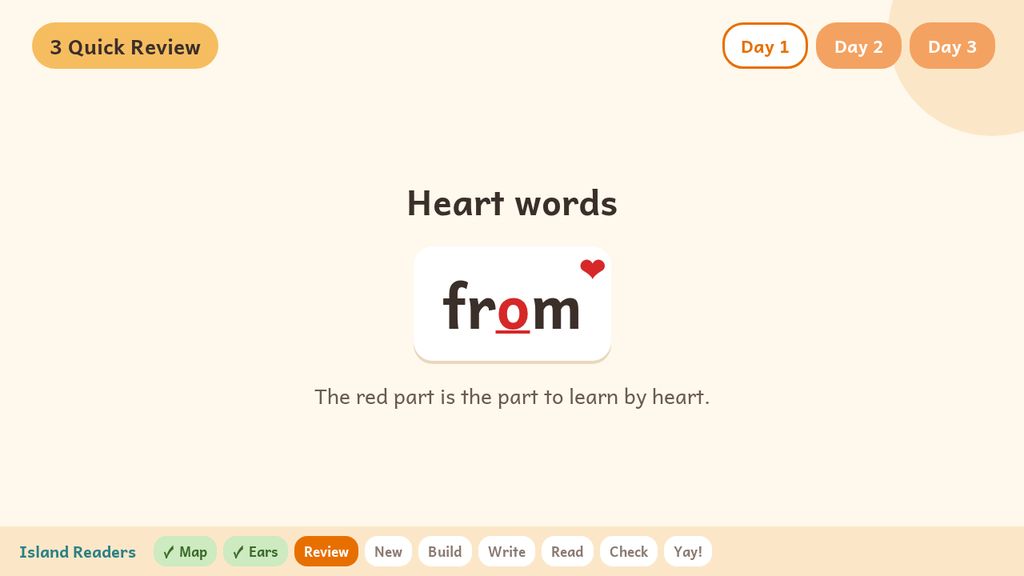 3 Quick Review
Day 1 Day 2 Day 3
Heart words
from ❤
The red part is the part to learn by heart.
Island Readers ✓ Map ✓ Ears Review New Build Write Read Check Yay!